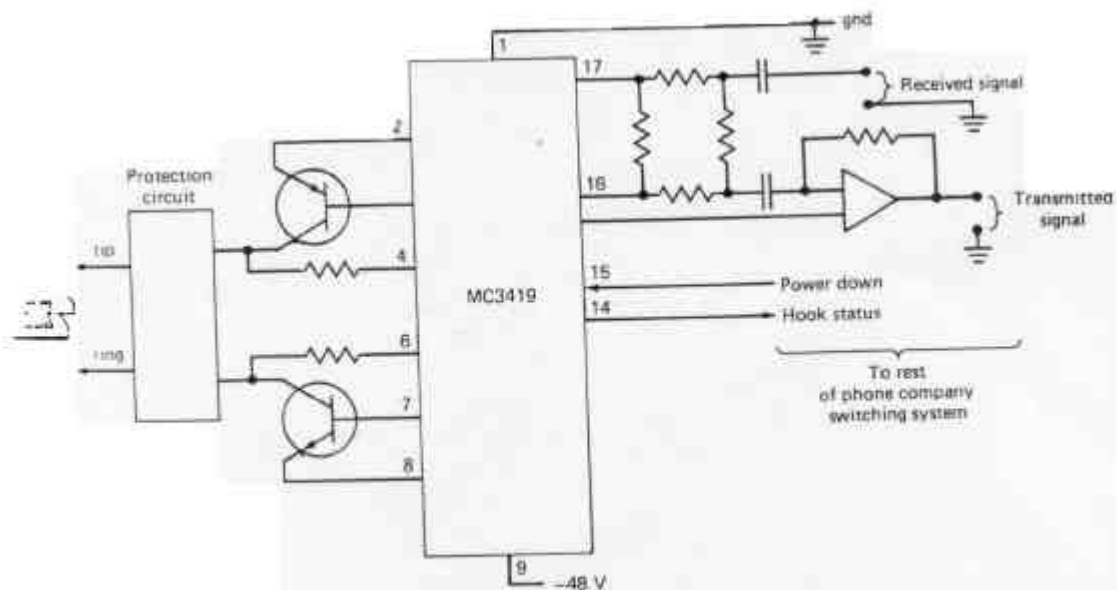 gnd
1
17
Received signal
2
Protection
circuit
16
Transmitted
signal
tip
4
15
Power down
MC3419
14
Hook status
ring
6
To rest
of phone company
switching system
7
8
9
-48 V